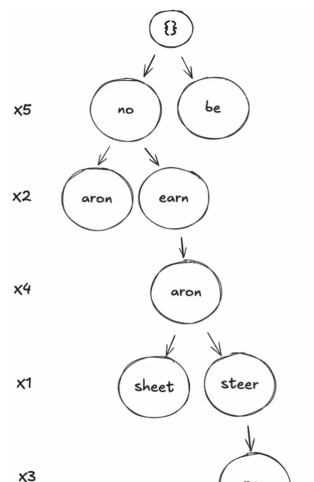 {}
x5 no be
x2 aron earn
x4 aron
x1 sheet steer
x3